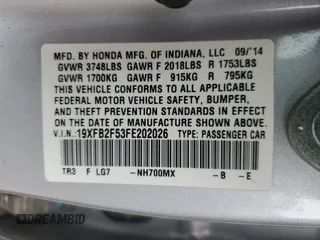 MFD. BY HONDA MFG. OF INDIANA, LLC 09/'14
GVWR 3748LBS GAWR F 2018LBS R 1753LBS
GVWR 1700KG GAWR F 915KG R 795KG
THIS VEHICLE CONFORMS TO ALL APPLICABLE
FEDERAL MOTOR VEHICLE SAFETY, BUMPER,
AND THEFT PREVENTION STANDARDS IN EFFECT
ON THE DATE OF MANUFACTURE SHOWN ABOVE.
V.I.N: 19XFB2F53FE202026 TYPE: PASSENGER CAR
TR3 F LG7 -NH700MX -B -E
DREAMBID